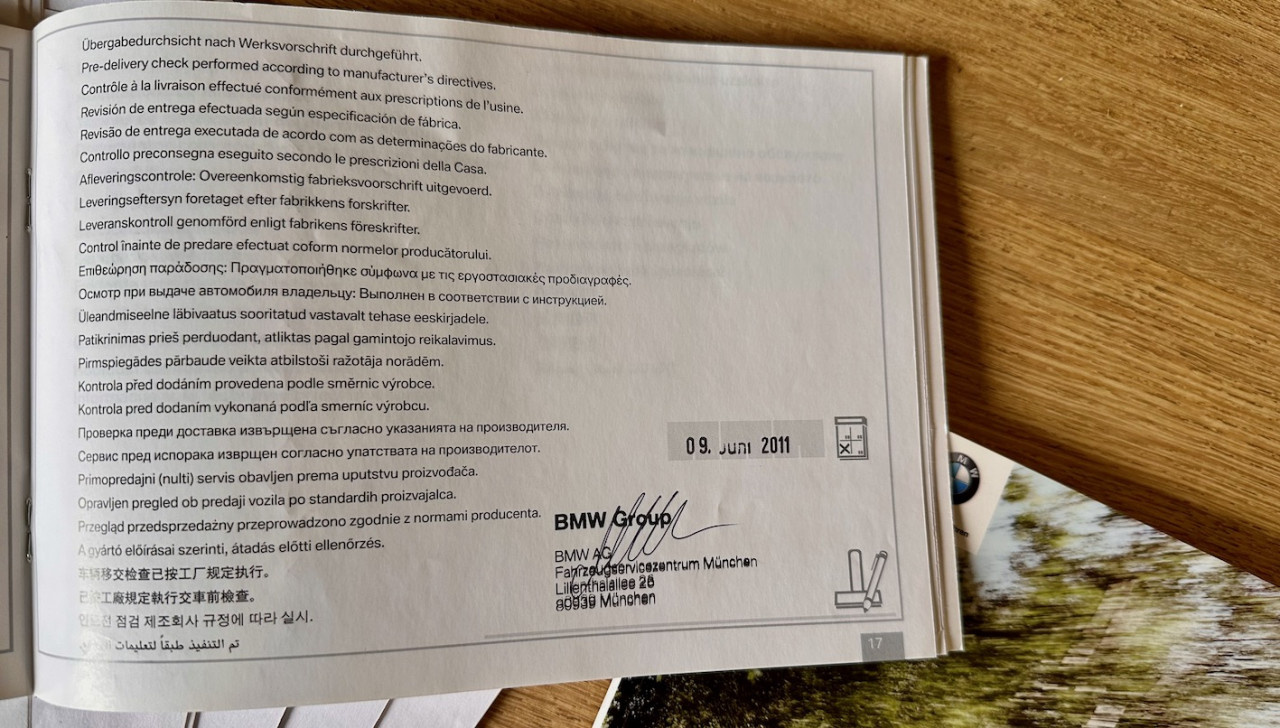 Übergabedurchsicht nach Werksvorschrift durchgeführt.
Pre-delivery check performed according to manufacturer's directives.
Contrôle à la livraison effectué conformément aux prescriptions de l'usine.
Revisión de entrega efectuada según especificación de fábrica.
Revisão de entrega executada de acordo com as determinações do fabricante.
Controllo preconsegna eseguito secondo le prescrizioni della Casa.
Afleveringscontrole: Overeenkomstig fabrieksvoorschrift uitgevoerd.
Leveringseftersyn foretaget efter fabrikkens forskrifter.
Leveranskontroll genomförd enligt fabrikens föreskrifter.
Control înainte de predare efectuat coform normelor producătorului.
Επιθεώρηση παράδοσης: Πραγματοποιήθηκε σύμφωνα με τις εργοστασιακές προδιαγραφές.
Осмотр при выдаче автомобиля владельцу: Выполнен в соответствии с инструкцией.
Üleandmiseelne läbivaatus sooritatud vastavalt tehase eeskirjadele.
Patikrinimas prieš perduodant, atliktas pagal gamintojo reikalavimus.
Pirmspiegādes pārbaude veikta atbilstoši ražotāja norādēm.
Kontrola před dodáním provedena podle směrnic výrobce.
Kontrola pred dodaním vykonaná podľa smerníc výrobcu.
Проверка преди доставка извършена съгласно указанията на производителя.
Сервис пред испорака изврщен согласно упатствата на производителот.
Primopredajni (nulti) servis obavljen prema uputstvu proizvođača.
Opravljen pregled ob predaji vozila po standardih proizvajalca.
Przegląd przedsprzedażny przeprowadzono zgodnie z normami producenta.
A gyártó előírásai szerinti, átadás előtti ellenőrzés.
车辆移交检查已按工厂规定执行。
已按工廠規定執行交車前檢查。
점검 제조회사 규정에 따라 실시.
تم التنفيذ طبقاً لتعليمات
09. Juni 2011
BMW Group
BMW AG
Fahrzeugservicezentrum München
Lilienthalallee 26
80939 München
17
BMW